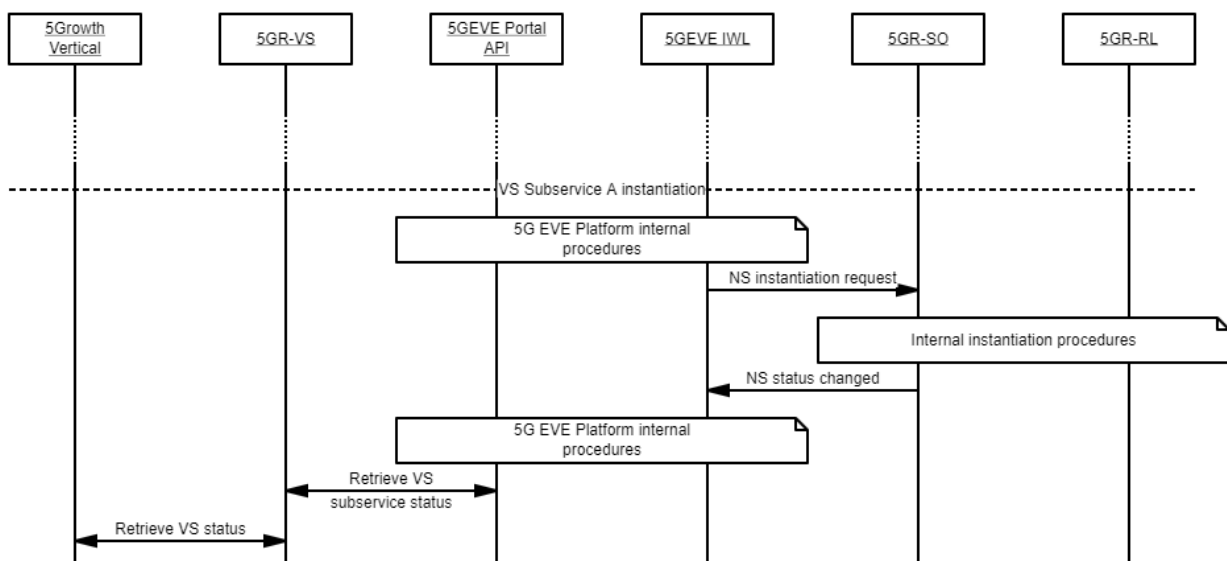 5Growth
Vertical
5GR-VS
5GEVE Portal
API
5GEVE IWL
5GR-SO
5GR-RL
VS Subservice A instantiation
5G EVE Platform internal
procedures
NS instantiation request
Internal instantiation procedures
NS status changed
5G EVE Platform internal
procedures
Retrieve VS
subservice status
Retrieve VS status